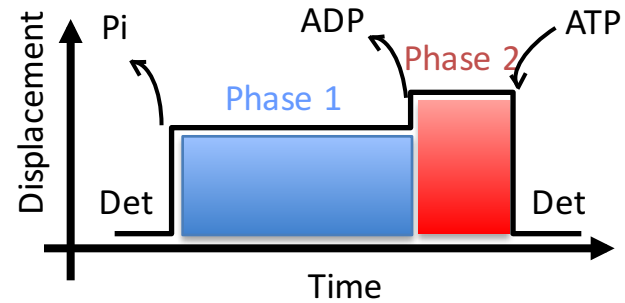 Pi
ADP
ATP
Phase 1
Phase 2
Displacement
Det
Det
Time